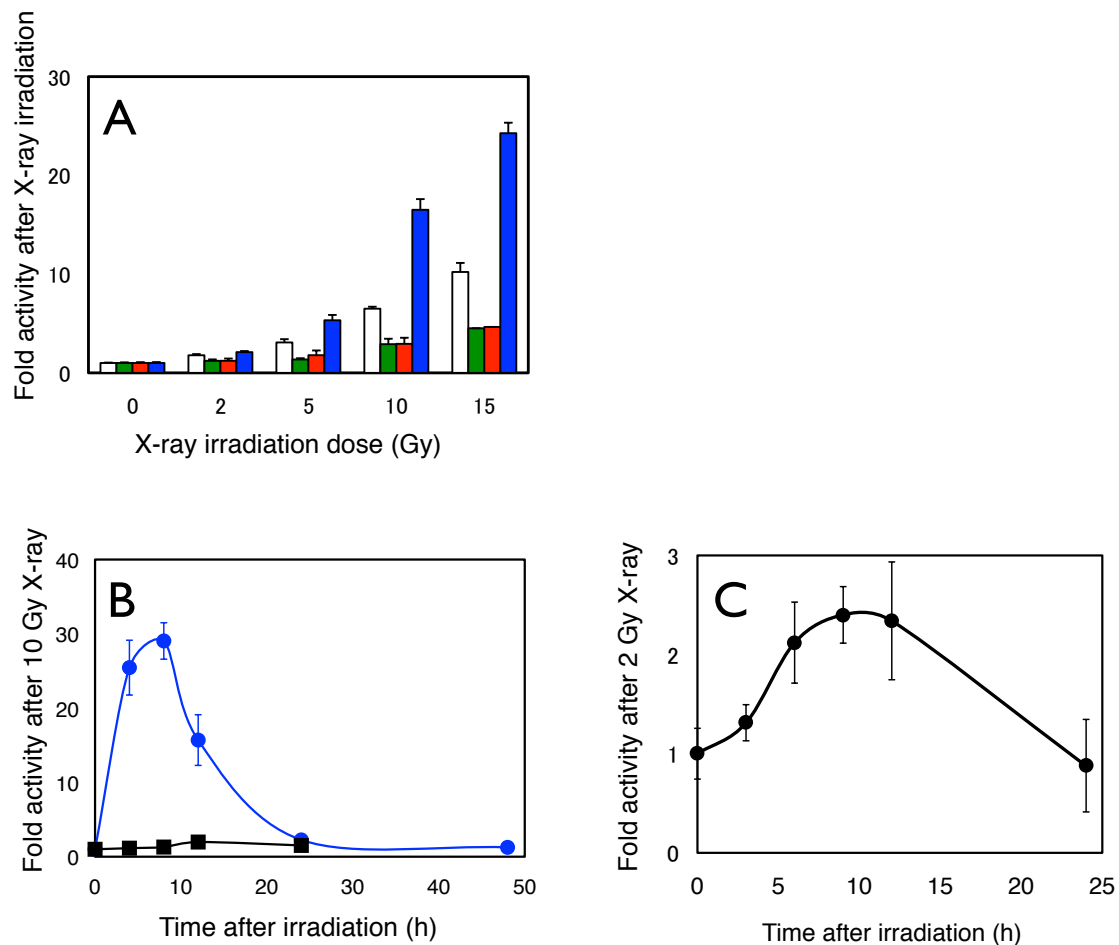 Fold activity after X-ray irradiation
30
20
10
0
A
0 2 5 10 15
X-ray irradiation dose (Gy)
Fold activity after 10 Gy X-ray
40
30
20
10
0
B
0 10 20 30 40 50
Time after irradiation (h)
Fold activity after 2 Gy X-ray
3
2
1
0
C
0 5 10 15 20 25
Time after irradiation (h)